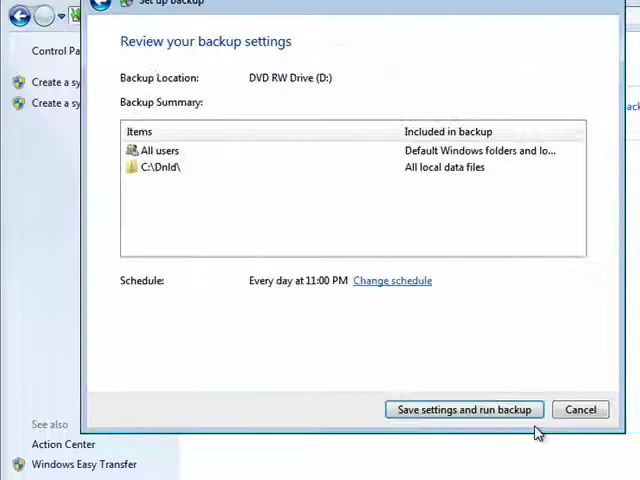 Set up backup
Control Pa
Review your backup settings
Create a sy
Backup Location: DVD RW Drive (D:)
Create a sy
Backup Summary:
back
Items Included in backup
All users Default Windows folders and lo...
C:\Dnld\ All local data files
Schedule: Every day at 11:00 PM Change schedule
Save settings and run backup Cancel
See also
Action Center
Windows Easy Transfer